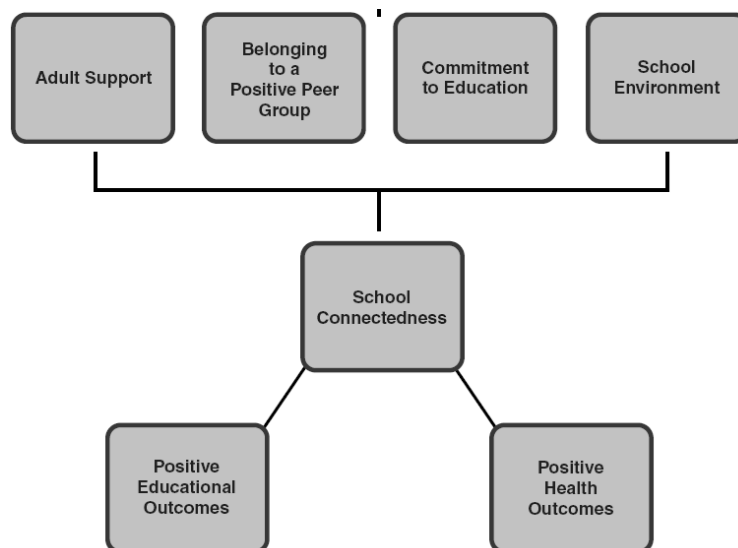 Adult Support
Belonging
to a
Positive Peer
Group
Commitment
to Education
School
Environment
School
Connectedness
Positive
Educational
Outcomes
Positive
Health
Outcomes